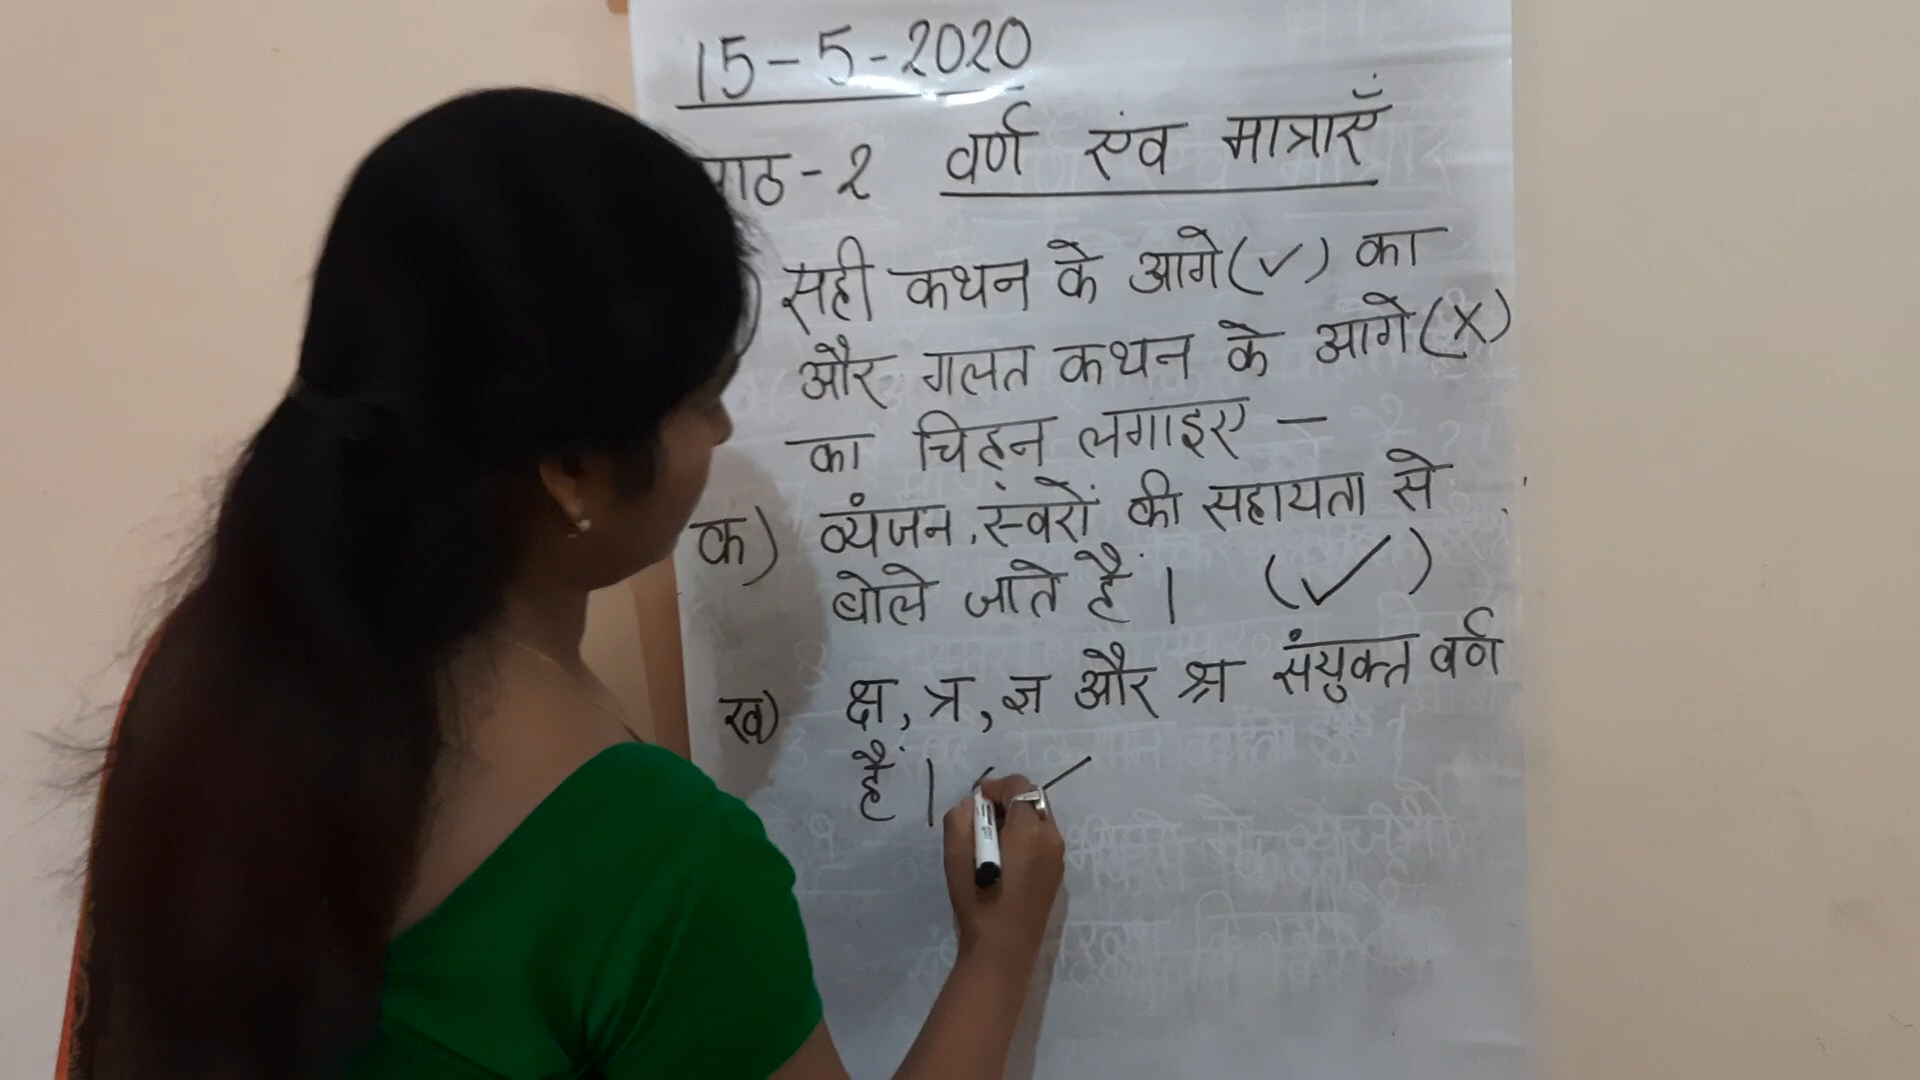 15-5-2020
पाठ-2 वर्ण एंव मात्राएँ
सही कथन के आगे (✓) का
और गलत कथन के आगे (X)
का चिह्न लगाइए -
क) व्यंजन, स्वरों की सहायता से
बोले जाते हैं । (✓)
ख) क्ष, त्र, ज्ञ और श्र संयुक्त वर्ण
हैं । ✓